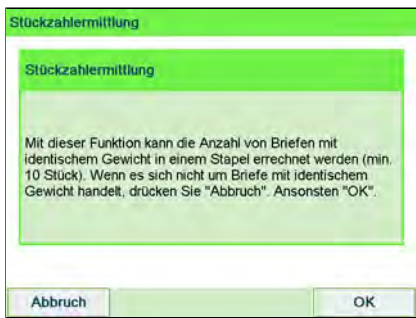 Stückzahlermittlung
Stückzahlermittlung
Mit dieser Funktion kann die Anzahl von Briefen mit
identischem Gewicht in einem Stapel errechnet werden (min.
10 Stück). Wenn es sich nicht um Briefe mit identischem
Gewicht handelt, drücken Sie "Abbruch". Ansonsten "OK".
Abbruch
OK